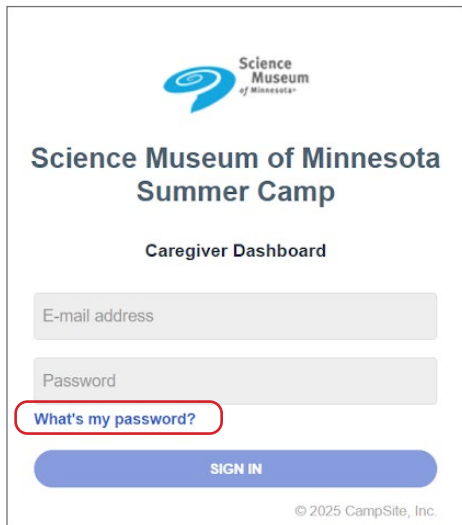 Science
Museum
of Minnesota®
Science Museum of Minnesota
Summer Camp
Caregiver Dashboard
E-mail address
Password
What's my password?
SIGN IN
© 2025 CampSite, Inc.